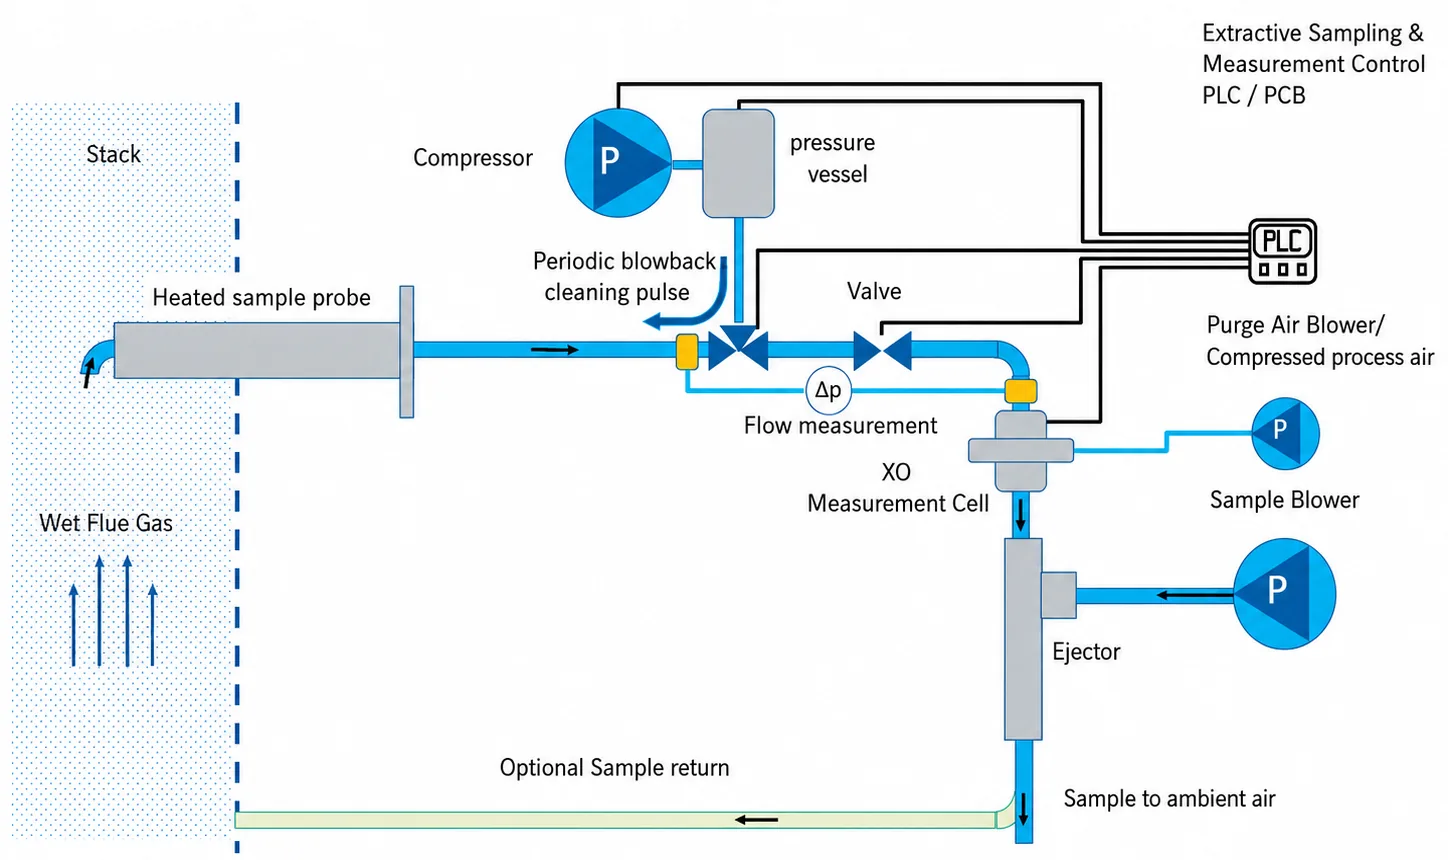 Extractive Sampling &
Measurement Control
PLC / PCB
Stack
Compressor
P
pressure
vessel
PLC
Periodic blowback
cleaning pulse
Valve
Heated sample probe
Purge Air Blower/
Compressed process air
Δp
Flow measurement
P
XO
Measurement Cell
Sample Blower
Wet Flue Gas
P
Ejector
Optional Sample return
Sample to ambient air